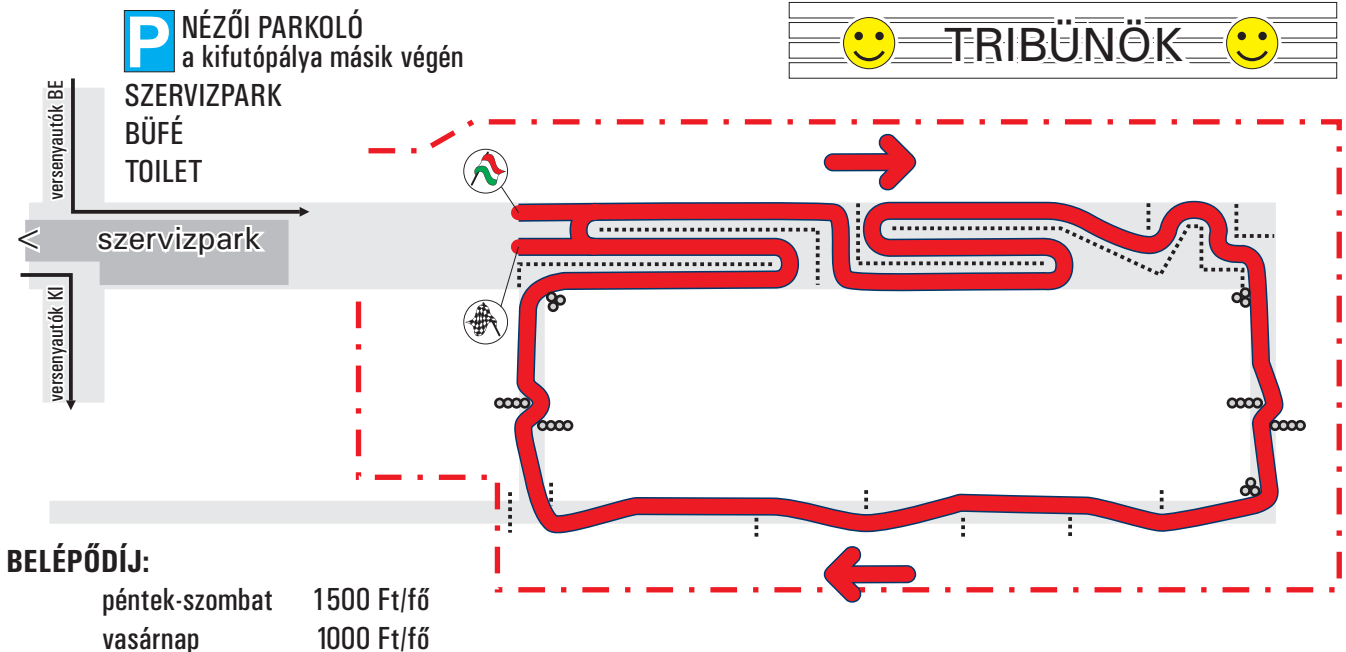 P NÉZŐI PARKOLÓ
a kifutópálya másik végén
SZERVIZPARK
BÜFÉ
TOILET
TRIBÜNÖK
versenyautók BE
< szervizpark
versenyautók KI
BELÉPŐDÍJ:
péntek-szombat 1500 Ft/fő
vasárnap 1000 Ft/fő